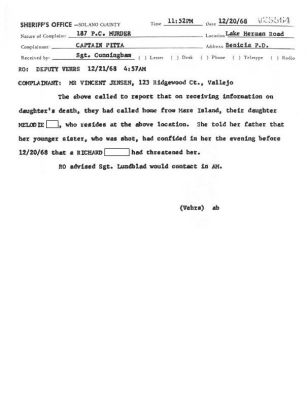 SHERIFF'S OFFICE —SOLANO COUNTY Time 11:52PM Date 12/20/68
Nature of Complaint 187 P.C. MURDER Location Lake Herman Road
Complainant CAPTAIN PITTA Address Benicia P.D.
Received by: Sgt. Cunningham ( ) Letter ( ) Desk ( ) Phone ( ) Teletype ( ) Radio
RO: DEPUTY VEHRS 12/21/68 4:57AM
COMPLAINANT: MR VINCENT JENSEN, 123 Ridgewood Ct., Vallejo
The above called to report that on receiving information on
daughter's death, they had called home from Mare Island, their daughter
MELODIE , who resides at the above location. She told her father that
her younger sister, who was shot, had confided in her the evening before
12/20/68 that a RICHARD had threatened her.
RO advised Sgt. Lundblad would contact in AM.
(Vehrs) ab